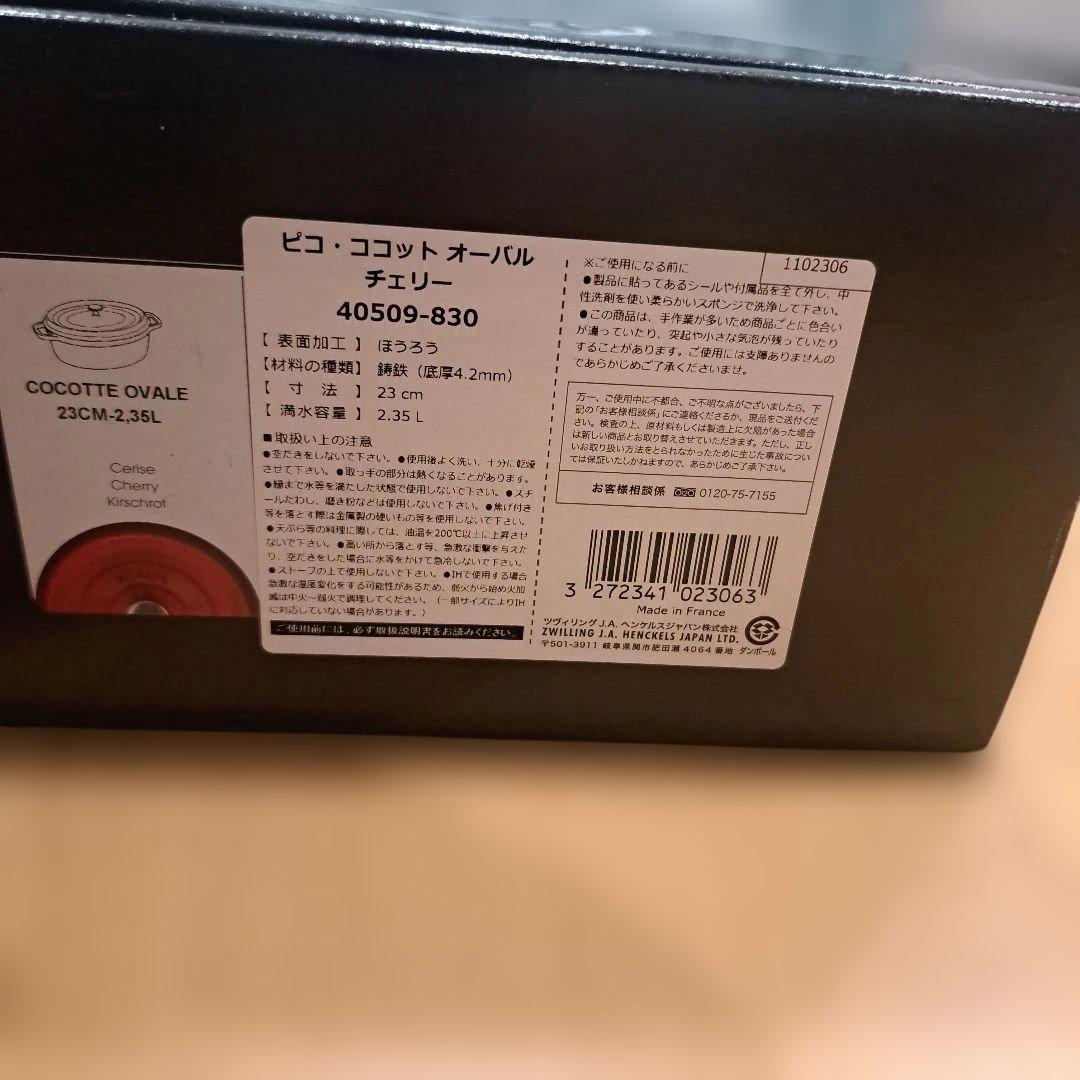 COCOTTE OVALE
23CM-2,35L
Cerise
Cherry
Kirschrot
ピコ・ココット オーバル
チェリー
40509-830
【 表面加工 】 ほうろう
【材料の種類】 鋳鉄（底厚4.2mm）
【 寸 法 】 23 cm
【 満水容量 】 2.35 L
■取扱い上の注意
●空だきをしないで下さい。●使用後よく洗い、十分に乾燥
させて下さい。●取っ手の部分は熱くなることがあります。
●縁まで水等を満たした状態で使用しないで下さい。●スチ
ールたわし、磨き粉などは使用しないで下さい。●焦げ付き
等を落とす際は金属製の硬いもの等を使用しないで下さい。
●天ぷら等の料理に際しては、油温を200℃以上に上昇させ
ないで下さい。●高い所から落とす等、急激な衝撃を与えた
り、空だきをした場合に水等をかけて急冷しないで下さい。
●ストーブの上で使用しないで下さい。●IHで使用する場合
急激な温度変化をする可能性があるため、弱火から始め火加
減は中火～弱火で調理してください。（一部サイズによりIH
に対応していない場合があります。）
ご使用前には、必ず取扱説明書をお読みください。
1102306
※ご使用になる前に
●製品に貼ってあるシールや付属品を全て外し、中
性洗剤を使い柔らかいスポンジで洗浄して下さい。
●この商品は、手作業が多いため商品ごとに色合い
が違っていたり、突起や小さな気泡が残っていたり
することがあります。ご使用には支障ありませんの
であらかじめご了承くださいませ。
万一、ご使用中に不都合、ご不明な点がございましたら、下
記の「お客様相談係」にご連絡くださるか、現品をご送付くだ
さい。検査の上、原材料もしくは製造上に欠陥があった場合
は新しい商品とお取り替えさせていただきます。ただし、正し
いお取り扱い方法をとられなかったために生じた事故につい
ては保証いたしかねますので、あらかじめご了承下さい。
お客様相談係 0120-75-7155
3 272341 023063
Made in France
ツヴィリング J.A. ヘンケルスジャパン株式会社
ZWILLING J.A. HENCKELS JAPAN LTD.
〒501-3911 岐阜県関市肥田瀬4064番地 ダンボール